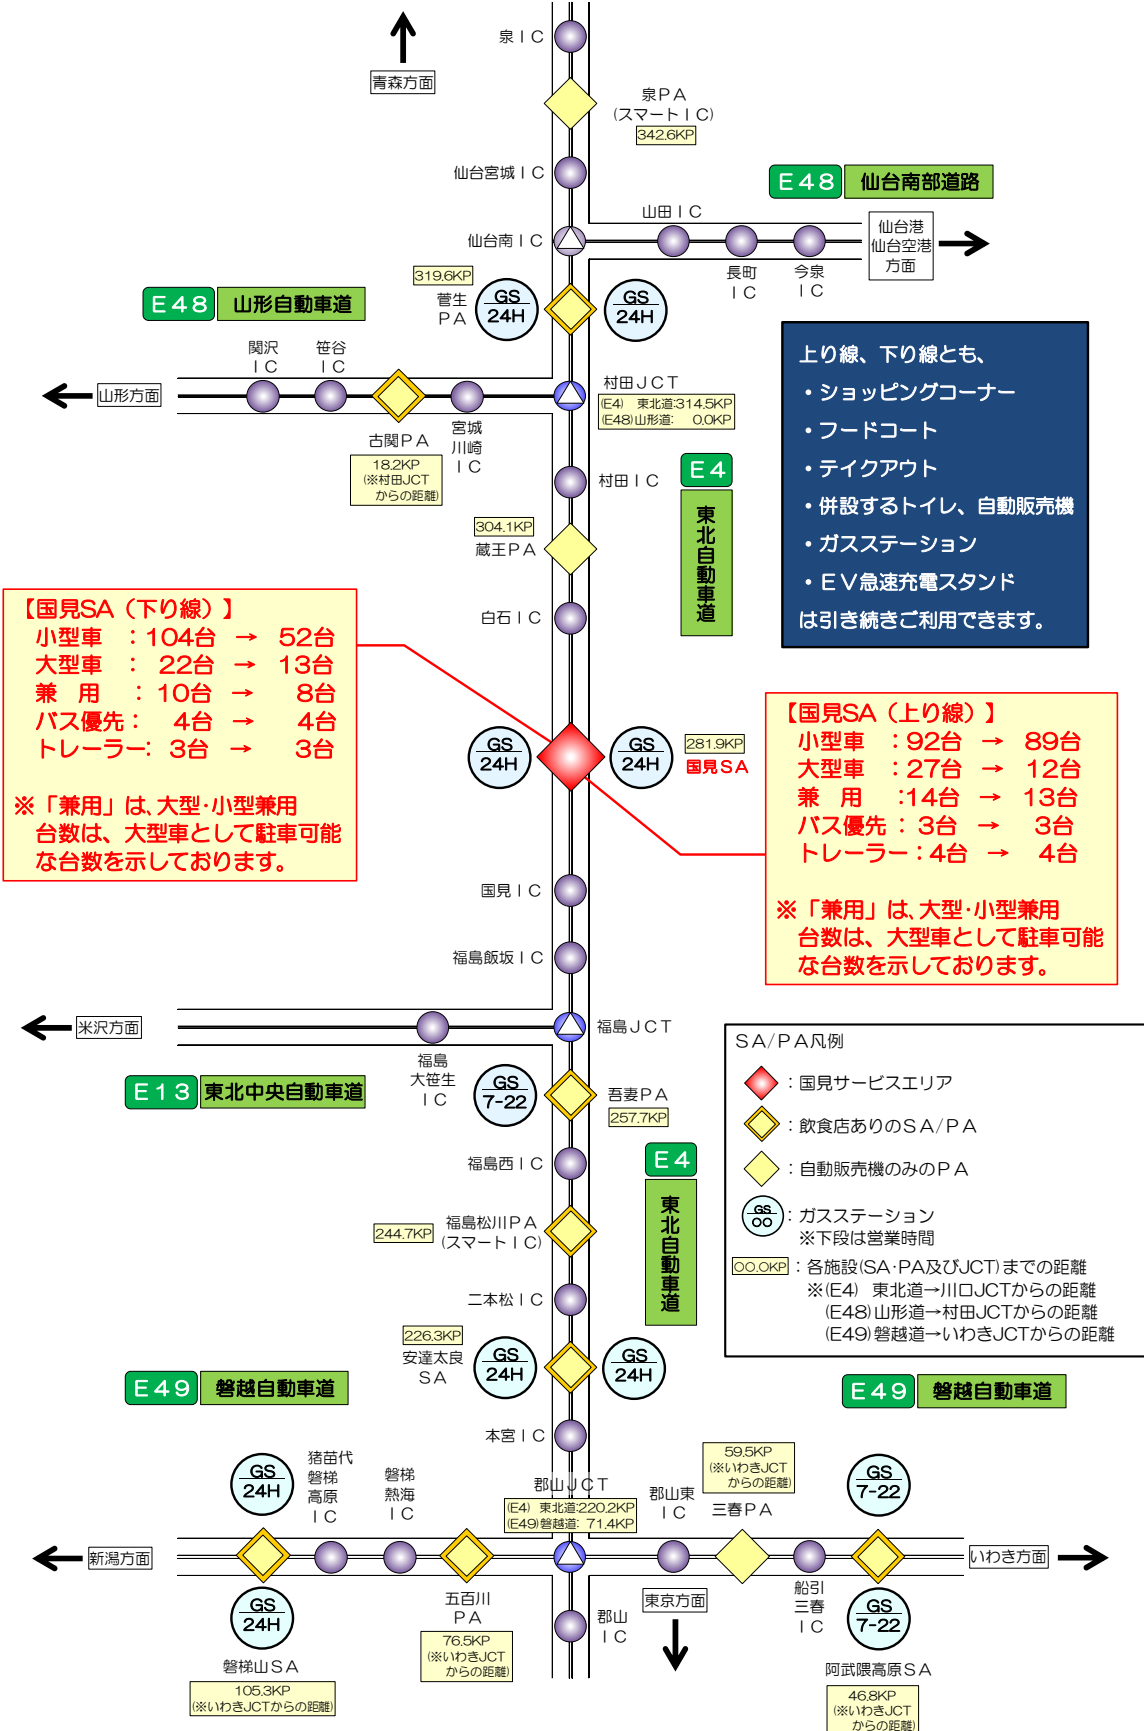 泉ＩＣ
青森方面
泉ＰＡ
(スマートＩＣ)
342.6KP
仙台宮城ＩＣ
Ｅ４８ 仙台南部道路
山田ＩＣ
仙台南ＩＣ
仙台港
仙台空港
方面
長町
ＩＣ
今泉
ＩＣ
319.6KP
菅生
ＰＡ
GS
24H
GS
24H
Ｅ４８ 山形自動車道
関沢
ＩＣ
笹谷
ＩＣ
山形方面
村田ＪＣＴ
(E4) 東北道:314.5KP
(E48)山形道: 0.0KP
古関ＰＡ
18.2KP
(※村田JCT
からの距離)
宮城
川崎
ＩＣ
村田ＩＣ
Ｅ４
東北自動車道
304.1KP
蔵王ＰＡ
白石ＩＣ
上り線、下り線とも、
・ショッピングコーナー
・フードコート
・テイクアウト
・併設するトイレ、自動販売機
・ガスステーション
・ＥＶ急速充電スタンド
は引き続きご利用できます。
【国見SA（下り線）】
小型車 ：104台 → 52台
大型車 ： 22台 → 13台
兼 用 ： 10台 → 8台
バス優先： 4台 → 4台
トレーラー： 3台 → 3台
※「兼用」は、大型・小型兼用
台数は、大型車として駐車可能
な台数を示しております。
GS
24H
GS
24H
281.9KP
国見ＳＡ
【国見SA（上り線）】
小型車 ：92台 → 89台
大型車 ：27台 → 12台
兼 用 ：14台 → 13台
バス優先：3台 → 3台
トレーラー：4台 → 4台
※「兼用」は、大型・小型兼用
台数は、大型車として駐車可能
な台数を示しております。
国見ＩＣ
福島飯坂ＩＣ
米沢方面
福島ＪＣＴ
福島
大笹生
ＩＣ
Ｅ１３ 東北中央自動車道
GS
7-22
吾妻ＰＡ
257.7KP
福島西ＩＣ
Ｅ４
東北自動車道
244.7KP
福島松川ＰＡ
(スマートＩＣ)
二本松ＩＣ
226.3KP
安達太良
ＳＡ
GS
24H
GS
24H
本宮ＩＣ
ＳＡ/ＰＡ凡例
：国見サービスエリア
：飲食店ありのＳＡ/ＰＡ
：自動販売機のみのＰＡ
GS
○○
：ガスステーション
※下段は営業時間
○○.○KP
：各施設(SA・PA及びJCT)までの距離
※(E4) 東北道→川口JCTからの距離
(E48)山形道→村田JCTからの距離
(E49)磐越道→いわきJCTからの距離
Ｅ４９ 磐越自動車道
Ｅ４９ 磐越自動車道
GS
24H
猪苗代
磐梯
高原
ＩＣ
磐梯
熱海
ＩＣ
郡山ＪＣＴ
(E4) 東北道:220.2KP
(E49)磐越道: 71.4KP
郡山東
ＩＣ
59.5KP
(※いわきJCT
からの距離)
三春ＰＡ
GS
7-22
新潟方面
いわき方面
GS
24H
磐梯山ＳＡ
105.3KP
(※いわきJCTからの距離)
五百川
ＰＡ
76.5KP
(※いわきJCT
からの距離)
郡山
ＩＣ
東京方面
船引
三春
ＩＣ
GS
7-22
阿武隈高原ＳＡ
46.8KP
(※いわきJCT
からの距離)